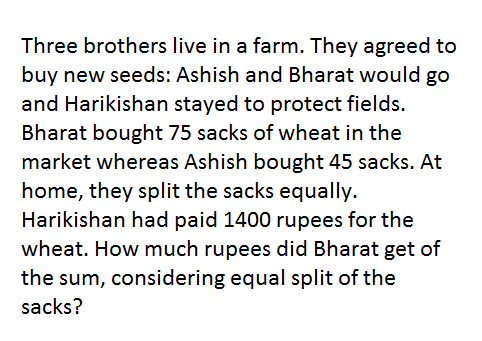 Three brothers live in a farm. They agreed to
buy new seeds: Ashish and Bharat would go
and Harikishan stayed to protect fields.
Bharat bought 75 sacks of wheat in the
market whereas Ashish bought 45 sacks. At
home, they split the sacks equally.
Harikishan had paid 1400 rupees for the
wheat. How much rupees did Bharat get of
the sum, considering equal split of the
sacks?